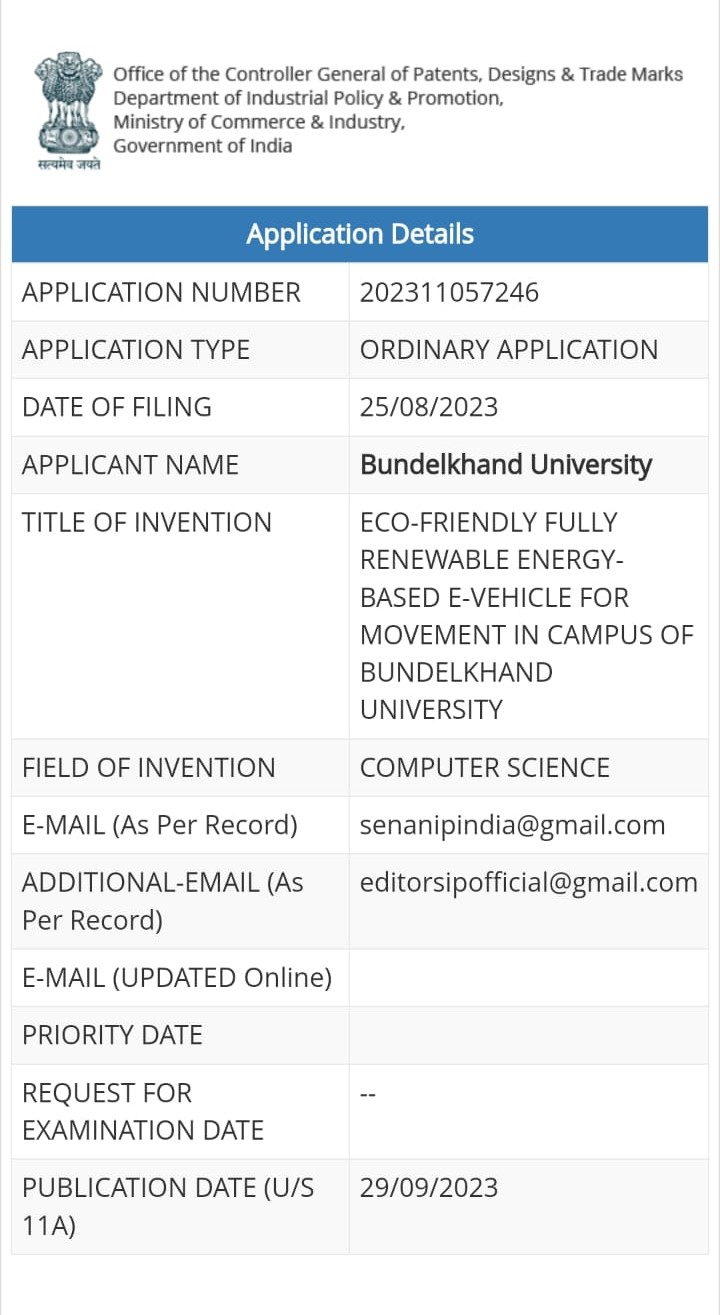 Office of the Controller General of Patents, Designs & Trade Marks
Department of Industrial Policy & Promotion,
Ministry of Commerce & Industry,
Government of India
सत्यमेव जयते
Application Details
APPLICATION NUMBER 202311057246
APPLICATION TYPE ORDINARY APPLICATION
DATE OF FILING 25/08/2023
APPLICANT NAME Bundelkhand University
TITLE OF INVENTION ECO-FRIENDLY FULLY
RENEWABLE ENERGY-
BASED E-VEHICLE FOR
MOVEMENT IN CAMPUS OF
BUNDELKHAND
UNIVERSITY
FIELD OF INVENTION COMPUTER SCIENCE
E-MAIL (As Per Record) senanipindia@gmail.com
ADDITIONAL-EMAIL (As editorsipofficial@gmail.com
Per Record)
E-MAIL (UPDATED Online)
PRIORITY DATE
REQUEST FOR --
EXAMINATION DATE
PUBLICATION DATE (U/S 29/09/2023
11A)